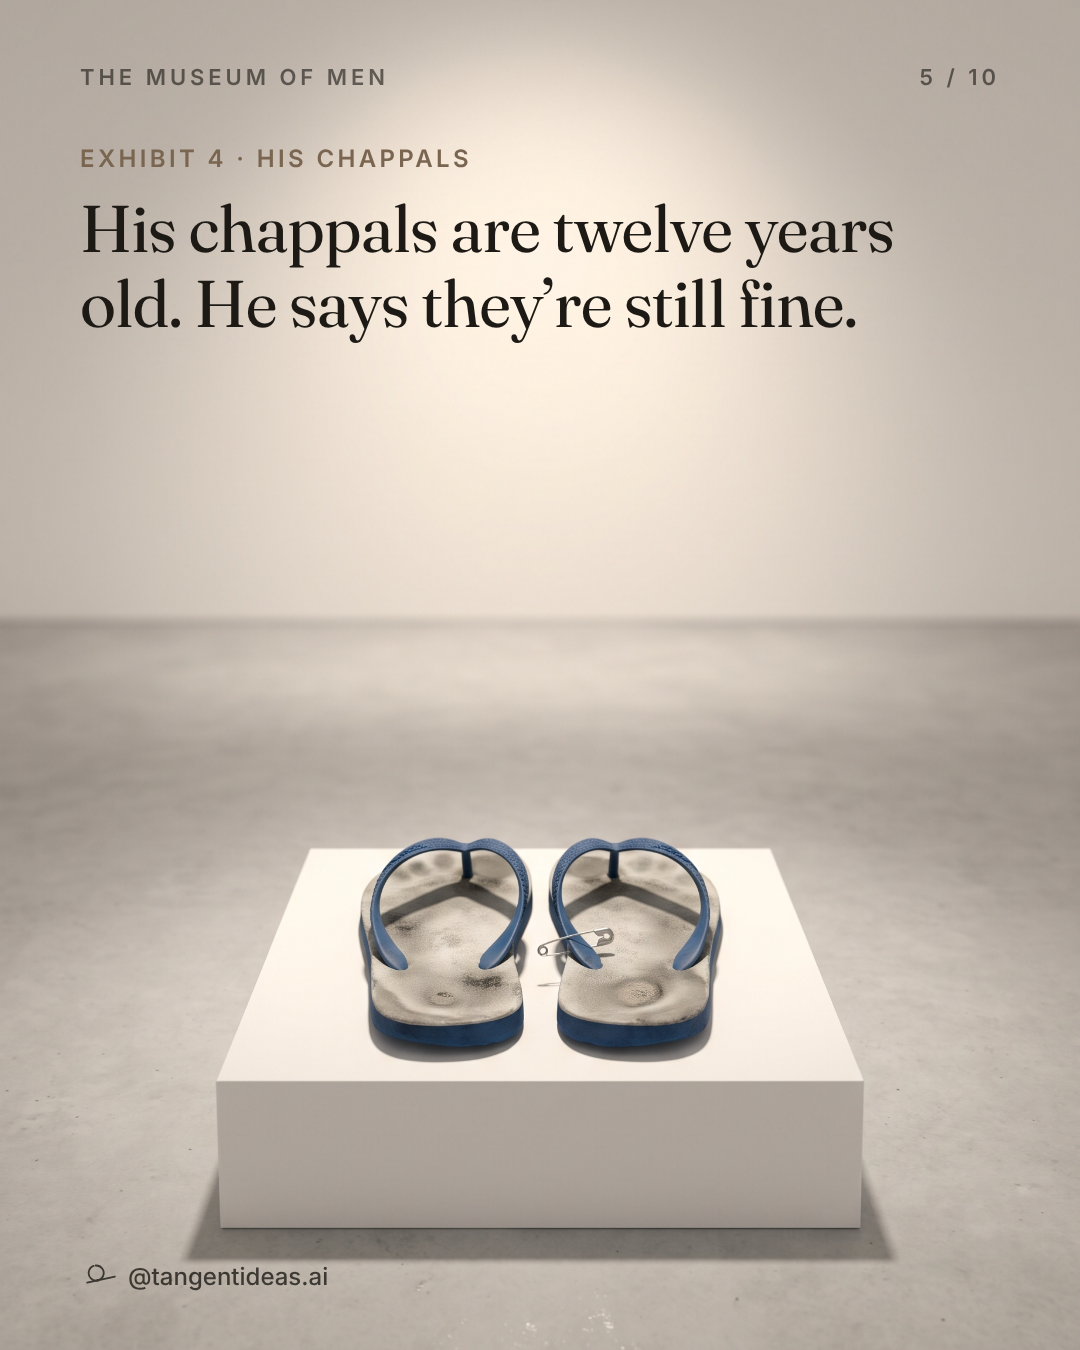 THE MUSEUM OF MEN
5 / 10
EXHIBIT 4 · HIS CHAPPALS
His chappals are twelve years
old. He says they’re still fine.
@tangentideas.ai